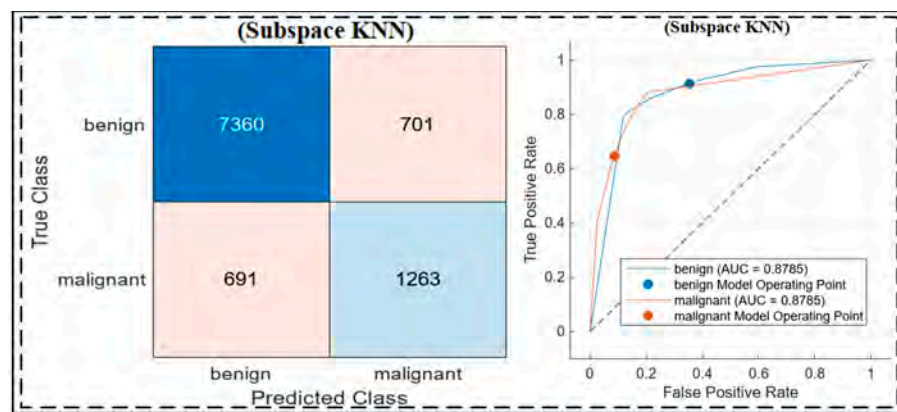 (Subspace KNN)
True Class
benign
7360
701
malignant
691
1263
benign
malignant
Predicted Class
(Subspace KNN)
True Positive Rate
1
0.8
0.6
0.4
0.2
0
benign (AUC = 0.8785)
benign Model Operating Point
malignant (AUC = 0.8785)
malignant Model Operating Point
0
0.2
0.4
0.6
0.8
1
False Positive Rate